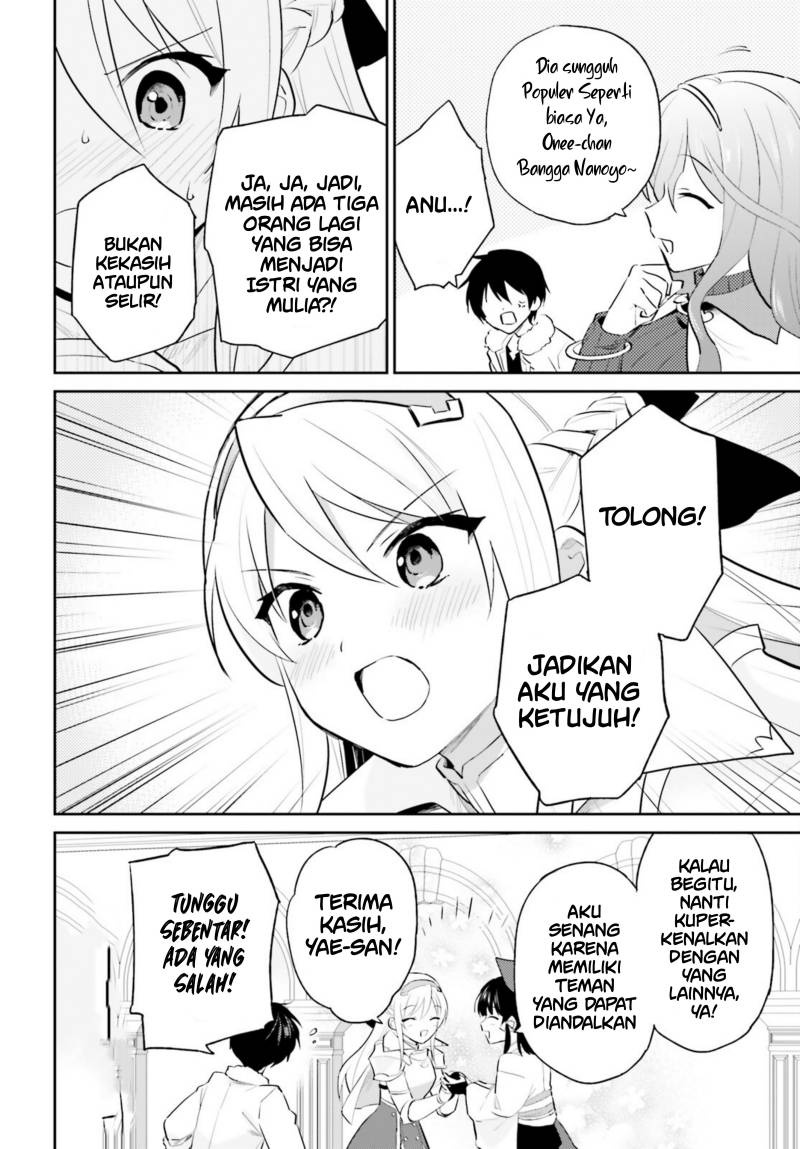 Dia sungguh
Populer Seperti
biasa Ya,
Onee-chan
Bangga Nanoyo~
ANU...!
JA, JA, JADI,
MASIH ADA TIGA
ORANG LAGI
YANG BISA
MENJADI
ISTRI YANG
MULIA?!
BUKAN
KEKASIH
ATAUPUN
SELIR!
TOLONG!
JADIKAN
AKU YANG
KETUJUH!
KALAU
BEGITU,
NANTI
KUPER-
KENALKAN
DENGAN
YANG
LAINNYA,
YA!
AKU
SENANG
KARENA
MEMILIKI
TEMAN
YANG DAPAT
DIANDALKAN
TERIMA
KASIH,
YAE-SAN!
TUNGGU
SEBENTAR!
ADA YANG
SALAH!